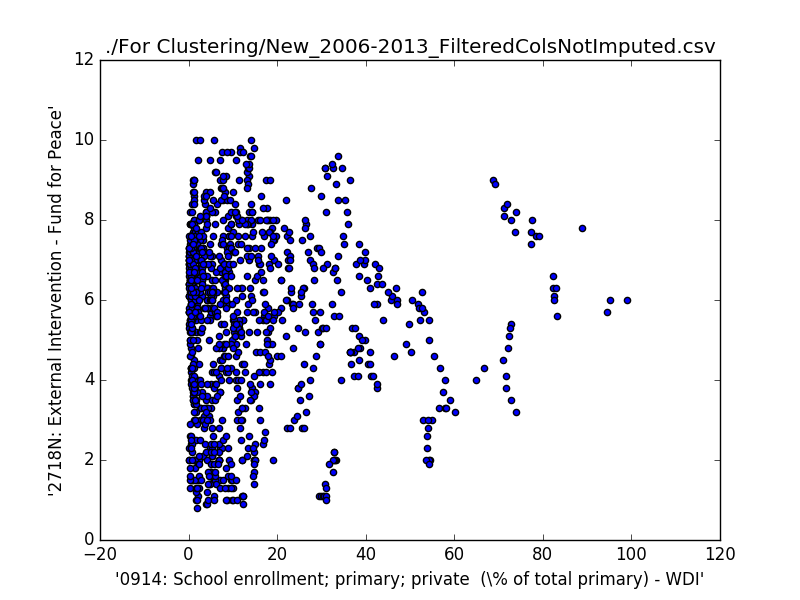 ./For Clustering/New_2006-2013_FilteredColsNotImputed.csv
12
10
8
6
4
2
0
'2718N: External Intervention - Fund for Peace'
−20 0 20 40 60 80 100 120
'0914: School enrollment; primary; private  (\% of total primary) - WDI'